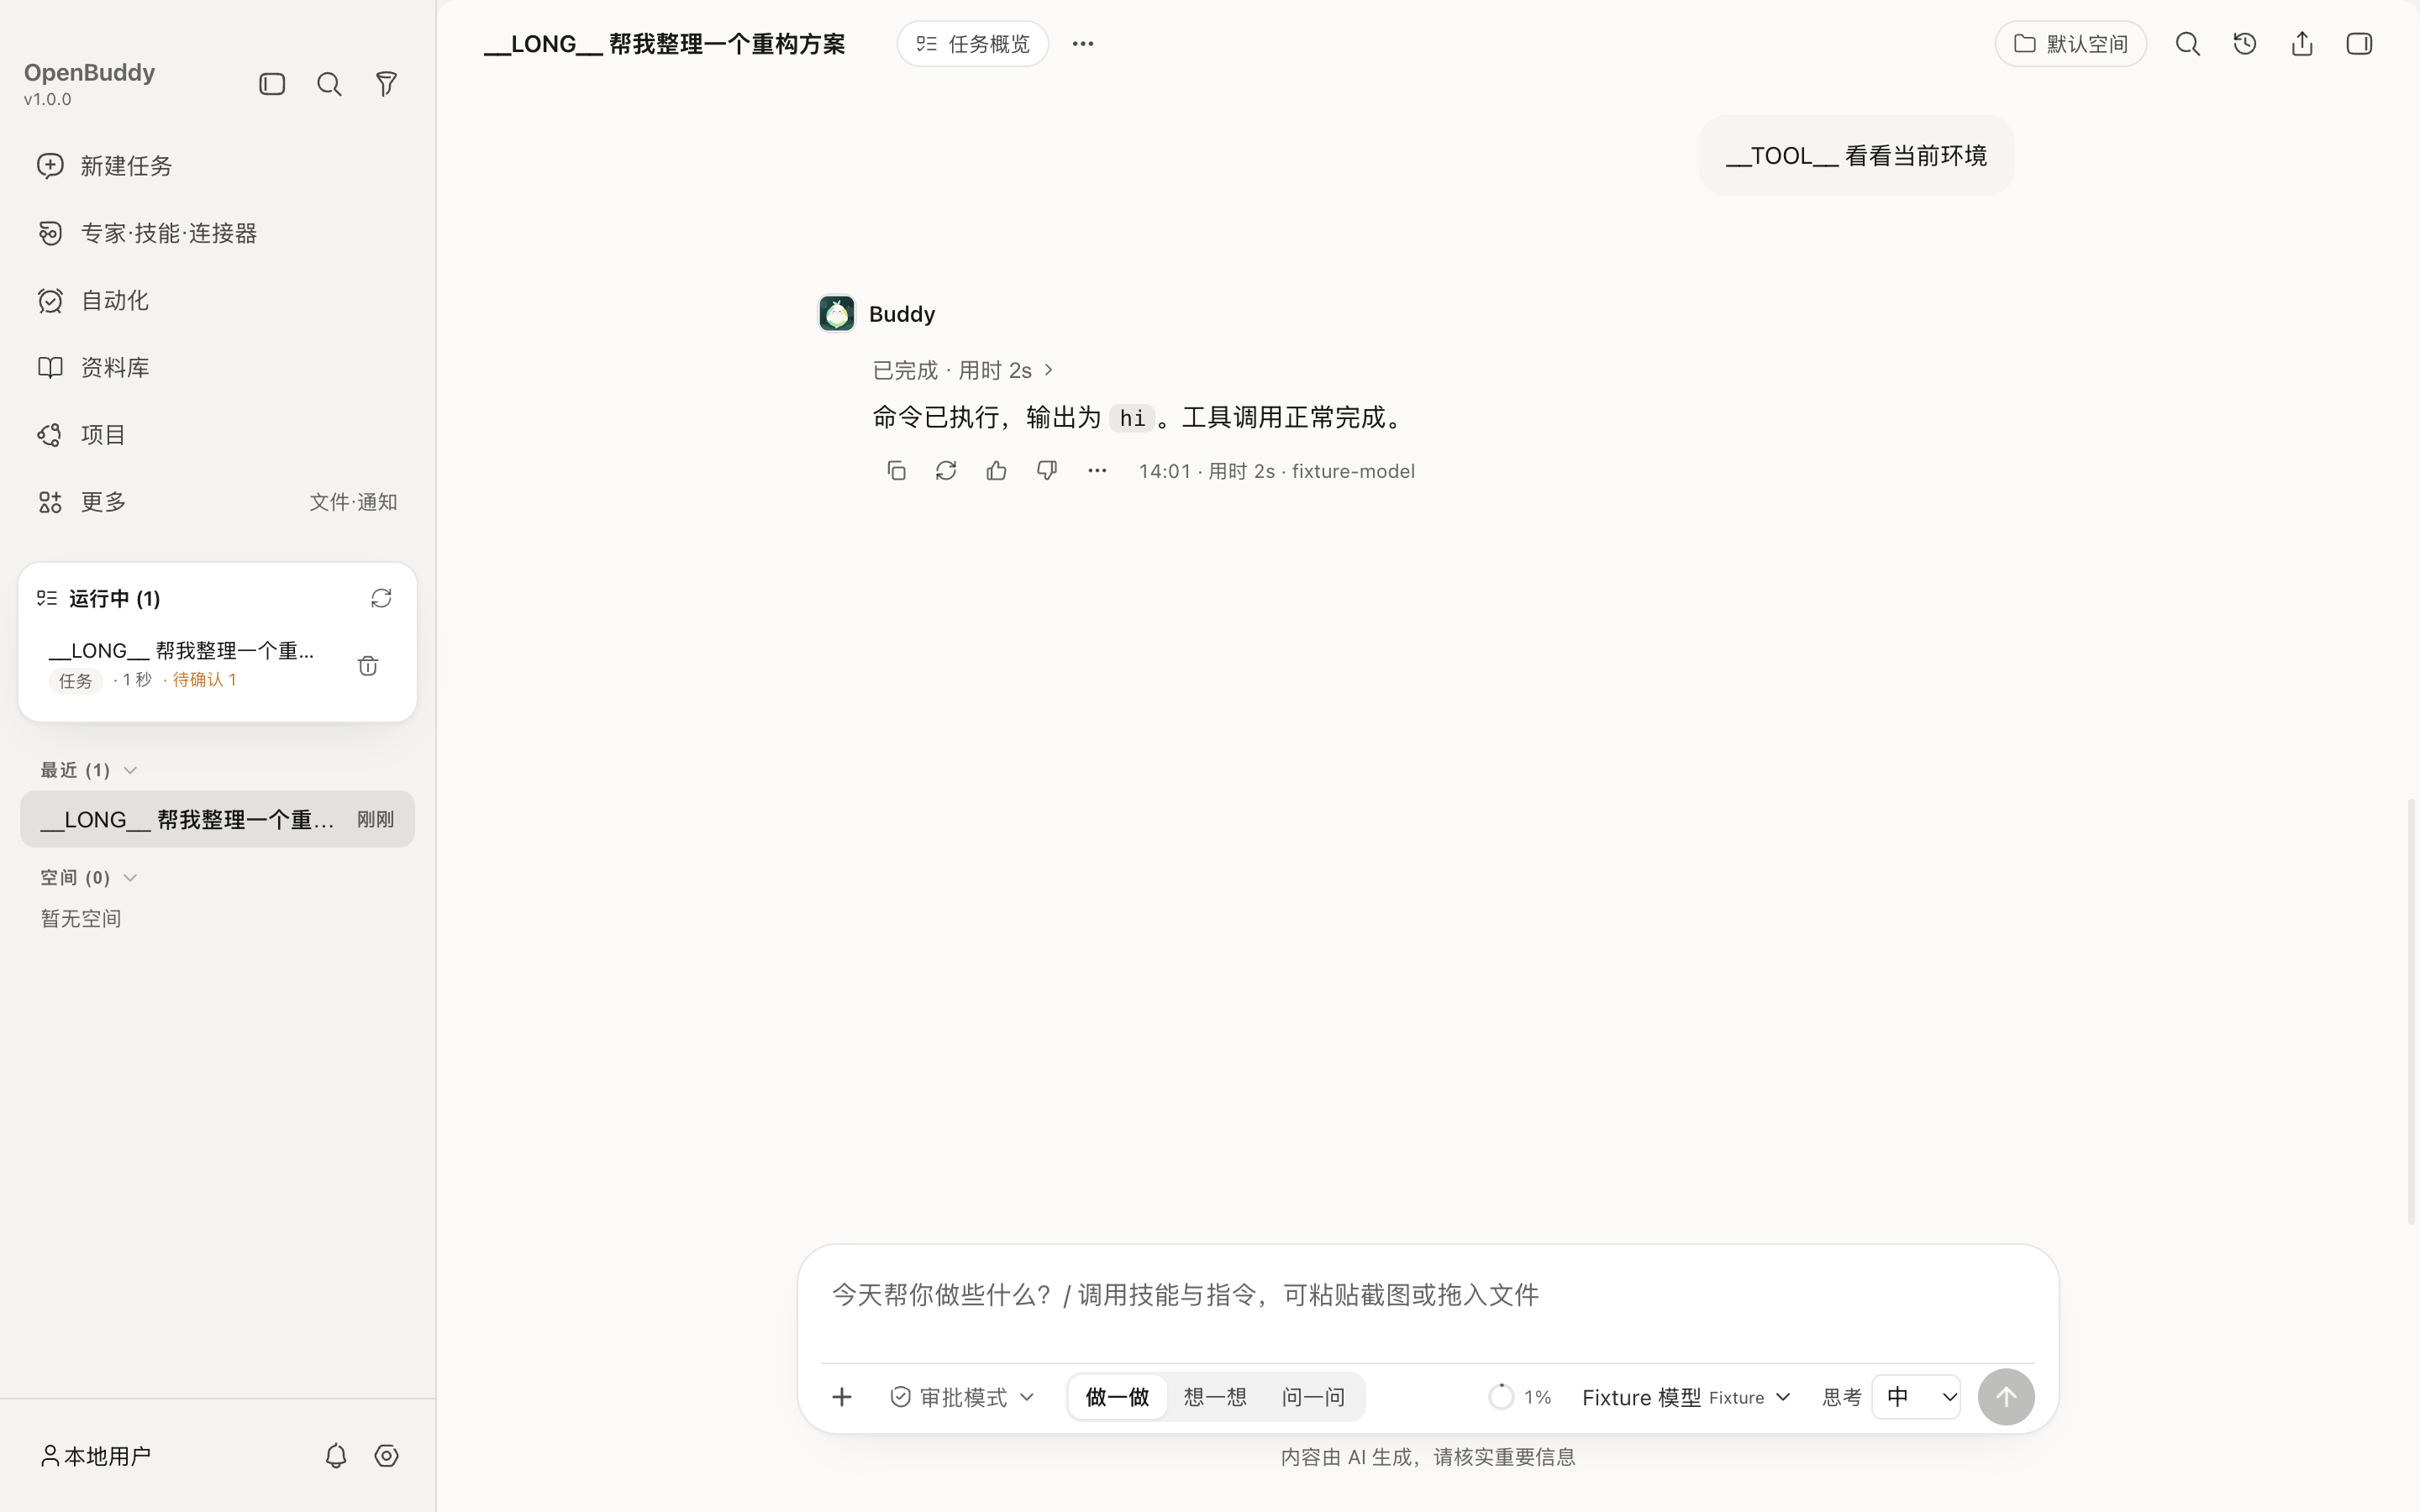 OpenBuddy
v1.0.0
新建任务
专家·技能·连接器
自动化
资料库
项目
更多 文件·通知
运行中 (1)
__LONG__ 帮我整理一个重...
任务 · 1 秒 · 待确认 1
最近 (1)
__LONG__ 帮我整理一个重... 刚刚
空间 (0)
暂无空间
本地用户
__LONG__ 帮我整理一个重构方案 任务概览 默认空间
__TOOL__ 看看当前环境
Buddy
已完成 · 用时 2s
命令已执行，输出为 hi。工具调用正常完成。
14:01 · 用时 2s · fixture-model
今天帮你做些什么？/ 调用技能与指令，可粘贴截图或拖入文件
审批模式 做一做 想一想 问一问 1% Fixture 模型 Fixture 思考 中
内容由 AI 生成，请核实重要信息